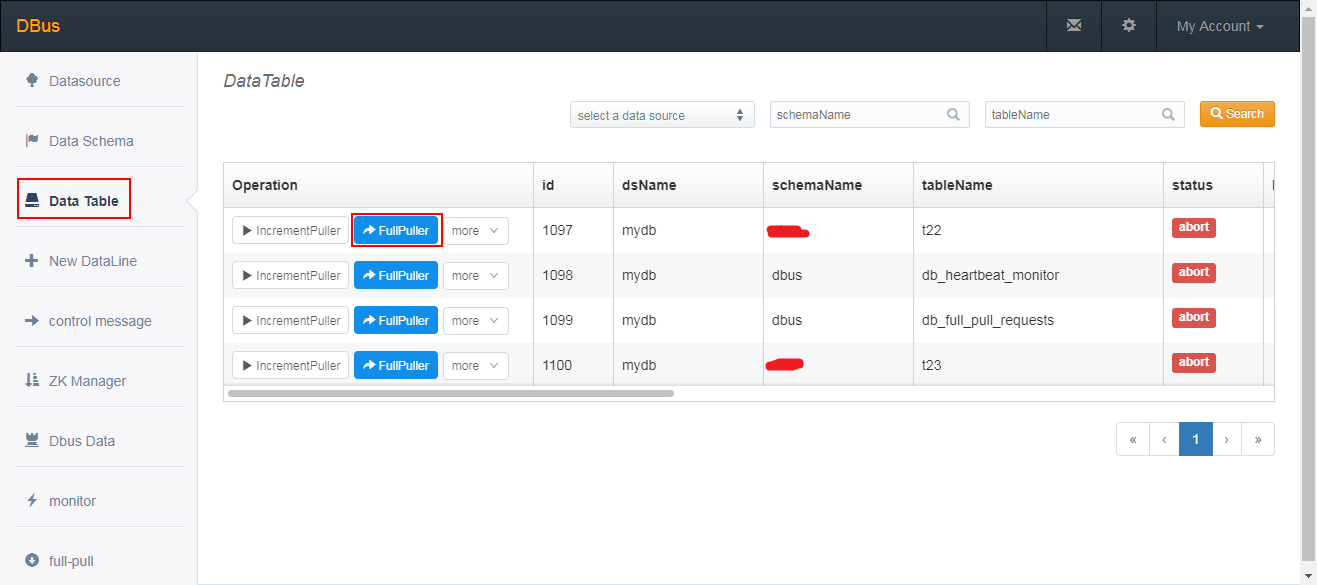 DBus
My Account
Datasource
Data Schema
Data Table
New DataLine
control message
ZK Manager
Dbus Data
monitor
full-pull
DataTable
select a data source schemaName tableName Search
Operation id dsName schemaName tableName status
IncrementPuller FullPuller more 1097 mydb t22 abort
IncrementPuller FullPuller more 1098 mydb dbus db_heartbeat_monitor abort
IncrementPuller FullPuller more 1099 mydb dbus db_full_pull_requests abort
IncrementPuller FullPuller more 1100 mydb t23 abort
« ‹ 1 › »